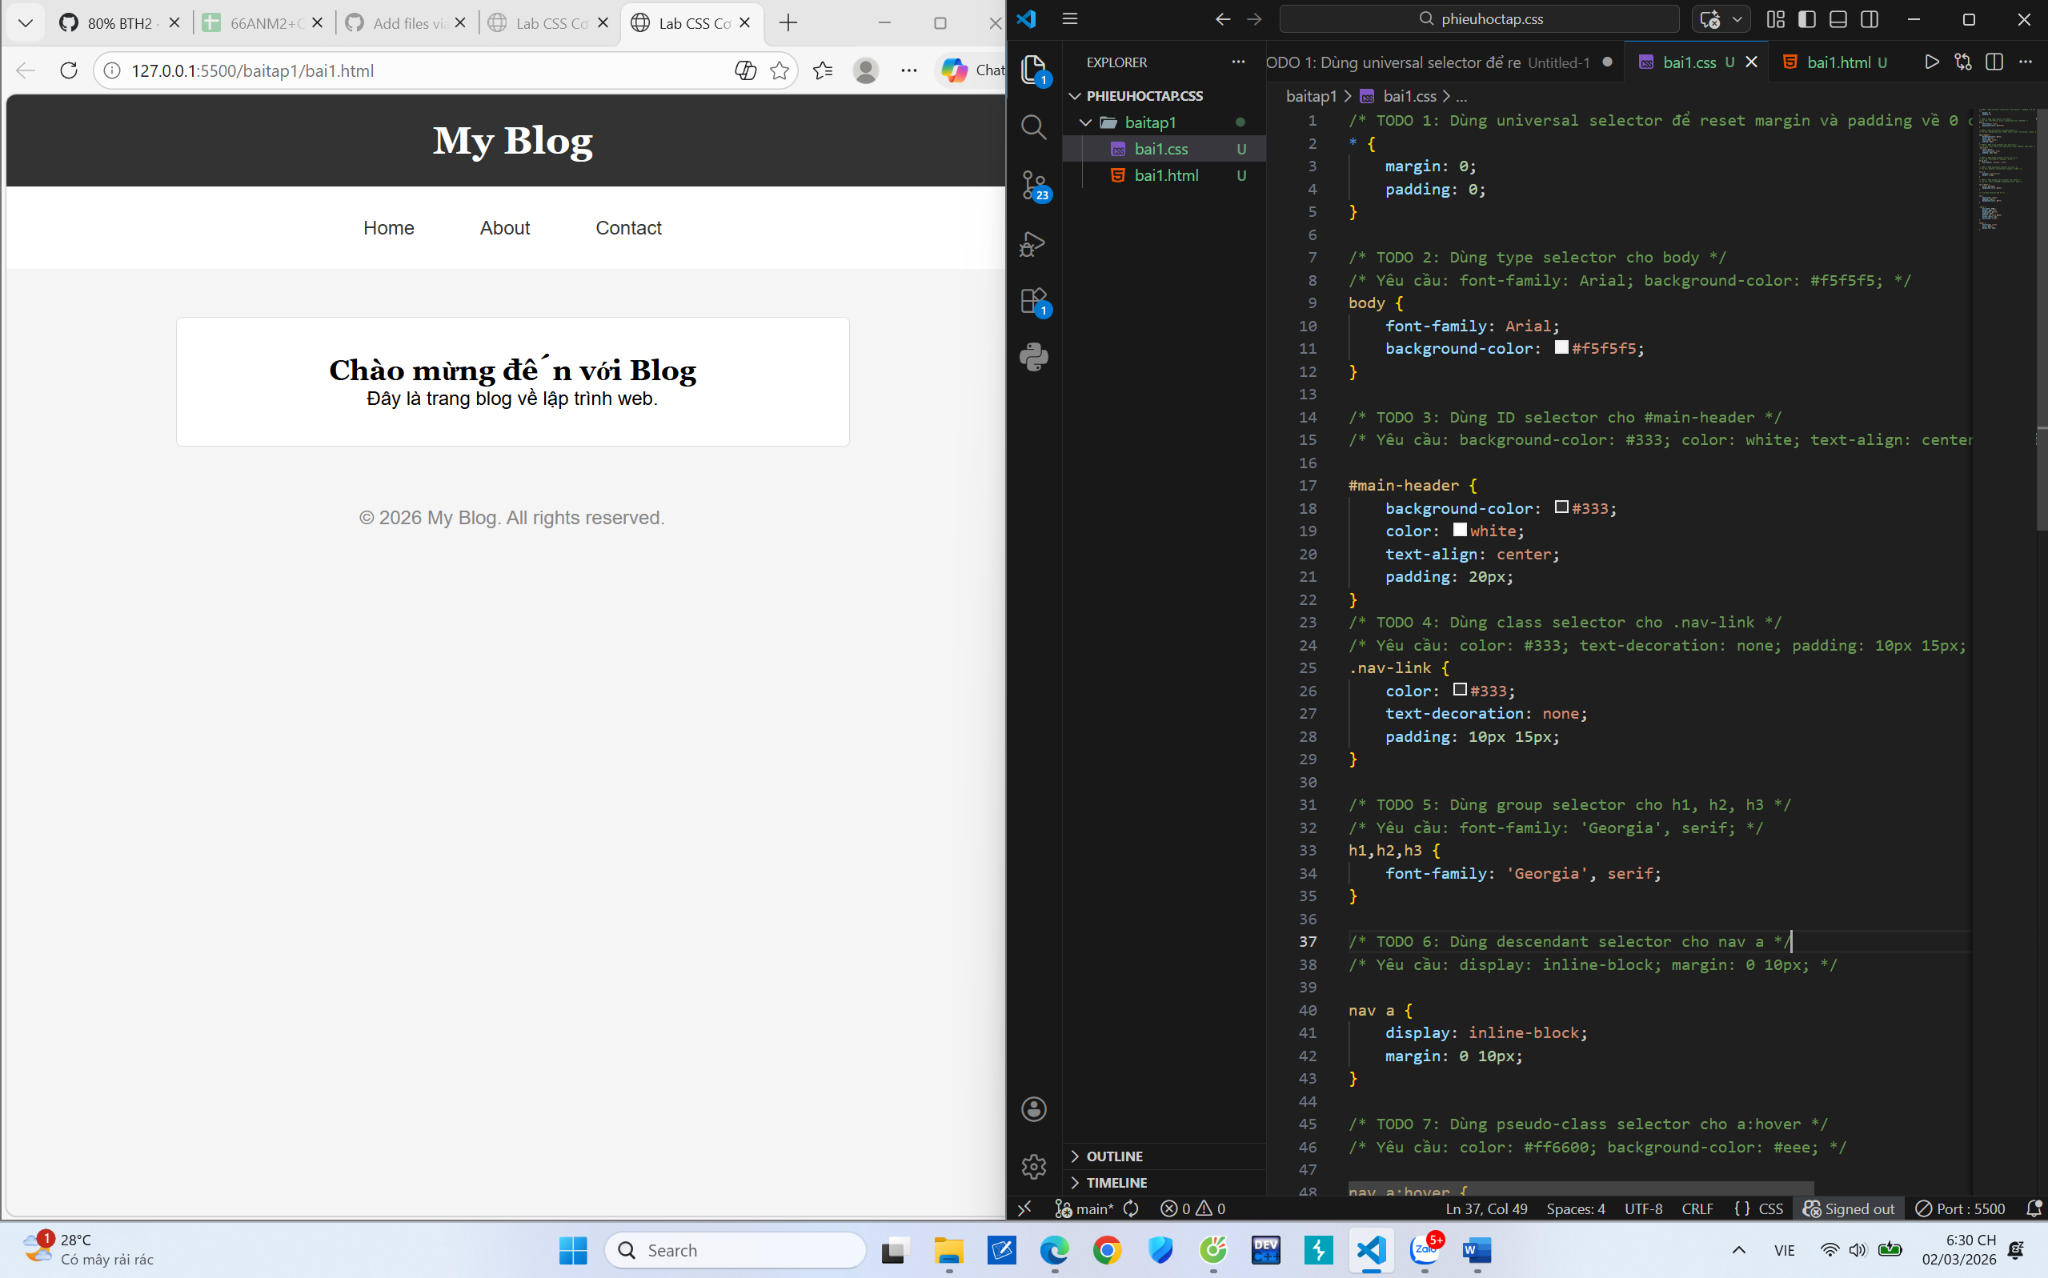 80% BTH2
66ANM2+C
Add files via
Lab CSS Cơ
Lab CSS Cơ
127.0.0.1:5500/baitap1/bai1.html
Chat
My Blog
Home About Contact
Chào mừng đến với Blog
Đây là trang blog về lập trình web.
© 2026 My Blog. All rights reserved.
phieuhoctap.css
EXPLORER
PHIEUHOCTAP.CSS
baitap1
bai1.css U
bai1.html U
OUTLINE
TIMELINE
1
23
1
ODO 1: Dùng universal selector để re Untitled-1
bai1.css U
bai1.html U
baitap1 > bai1.css > ...
1 /* TODO 1: Dùng universal selector để reset margin và padding về 0
2 * {
3 margin: 0;
4 padding: 0;
5 }
6
7 /* TODO 2: Dùng type selector cho body */
8 /* Yêu cầu: font-family: Arial; background-color: #f5f5f5; */
9 body {
10 font-family: Arial;
11 background-color: #f5f5f5;
12 }
13
14 /* TODO 3: Dùng ID selector cho #main-header */
15 /* Yêu cầu: background-color: #333; color: white; text-align: center
16
17 #main-header {
18 background-color: #333;
19 color: white;
20 text-align: center;
21 padding: 20px;
22 }
23 /* TODO 4: Dùng class selector cho .nav-link */
24 /* Yêu cầu: color: #333; text-decoration: none; padding: 10px 15px;
25 .nav-link {
26 color: #333;
27 text-decoration: none;
28 padding: 10px 15px;
29 }
30
31 /* TODO 5: Dùng group selector cho h1, h2, h3 */
32 /* Yêu cầu: font-family: 'Georgia', serif; */
33 h1,h2,h3 {
34 font-family: 'Georgia', serif;
35 }
36
37 /* TODO 6: Dùng descendant selector cho nav a */
38 /* Yêu cầu: display: inline-block; margin: 0 10px; */
39
40 nav a {
41 display: inline-block;
42 margin: 0 10px;
43 }
44
45 /* TODO 7: Dùng pseudo-class selector cho a:hover */
46 /* Yêu cầu: color: #ff6600; background-color: #eee; */
47
48 nav a:hover {
main* 0 0 Ln 37, Col 49 Spaces: 4 UTF-8 CRLF { } CSS Signed out Port : 5500
1
28°C
Có mây rải rác
Search
DEV C++
Zalo
5+
W
VIE
6:30 CH
02/03/2026